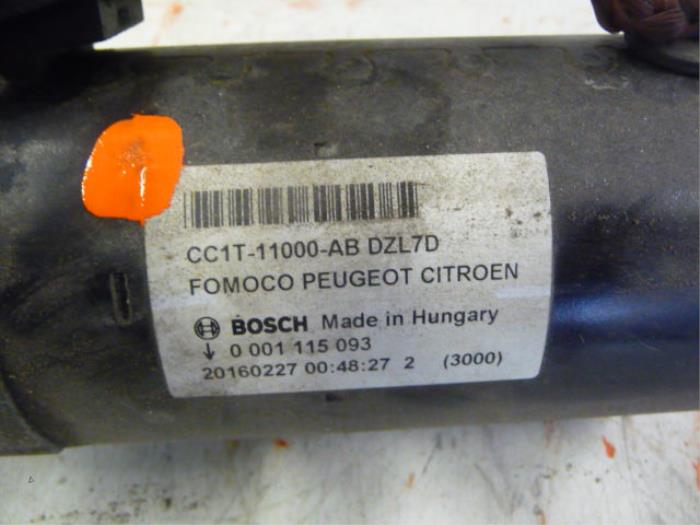 CC1T-11000-AB DZL7D
FOMOCO PEUGEOT CITROEN
BOSCH Made in Hungary
0 001 115 093
20160227 00:48:27 2 (3000)